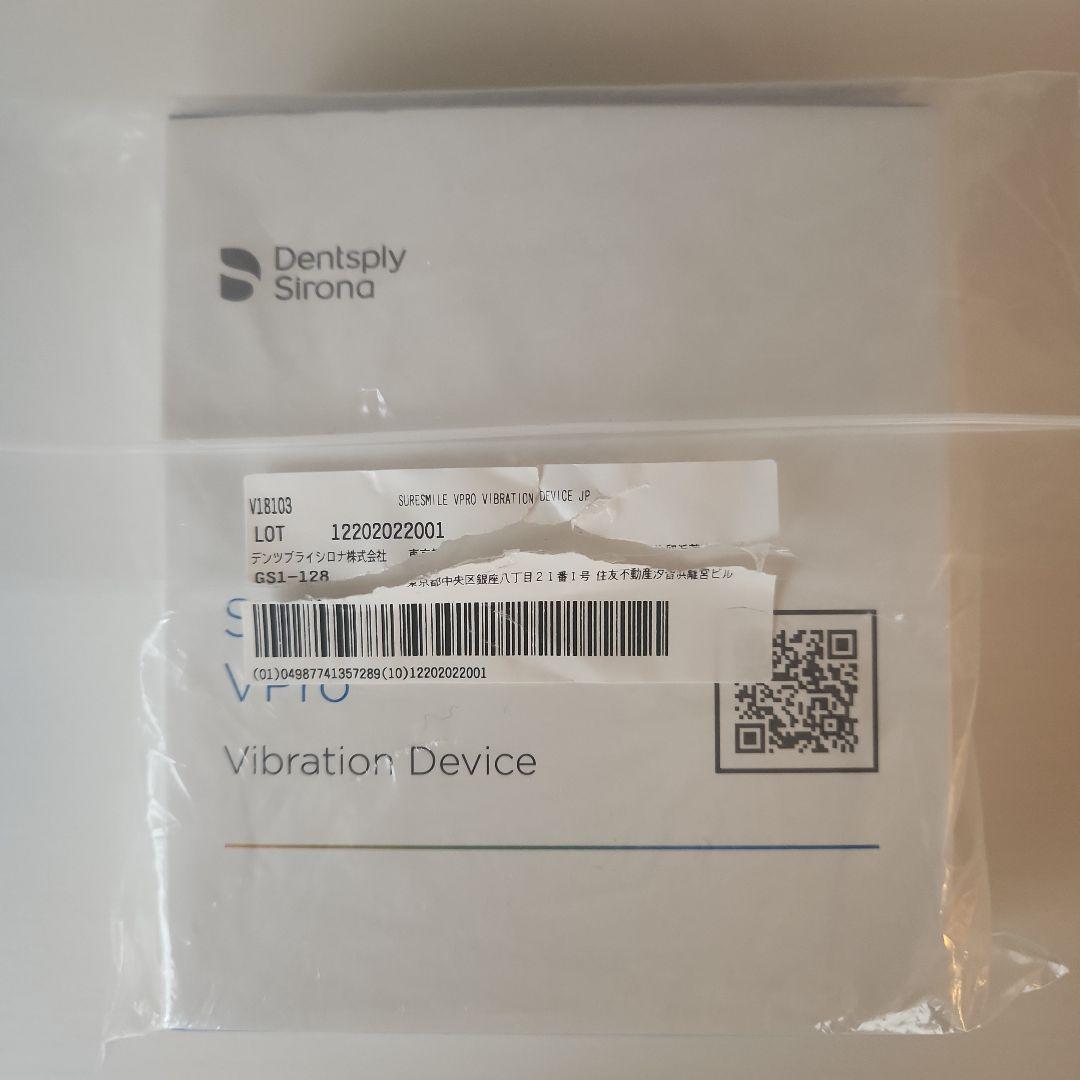 Dentsply
Sirona
V18103
SURESMILE VPRO VIBRATION DEVICE JP
LOT 12202022001
デンツプライシロナ株式会社
GS1-128
東京都中央区銀座八丁目21番1号 住友不動産汐留浜離宮ビル
(01)04987741357289(10)12202022001
VPro
Vibration Device